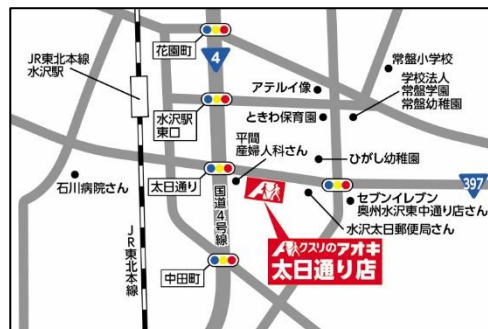 花園町
4
JR東北本線
水沢駅
常盤小学校
学校法人
常盤学園
常盤幼稚園
アテルイ像
水沢駅
東口
ときわ保育園
平間
産婦人科さん
ひがし幼稚園
太日通り
石川病院さん
397
国道4号線
セブンイレブン
奥州水沢東中通り店さん
水沢太日郵便局さん
JR東北本線
クスリのアオキ
太日通り店
中田町